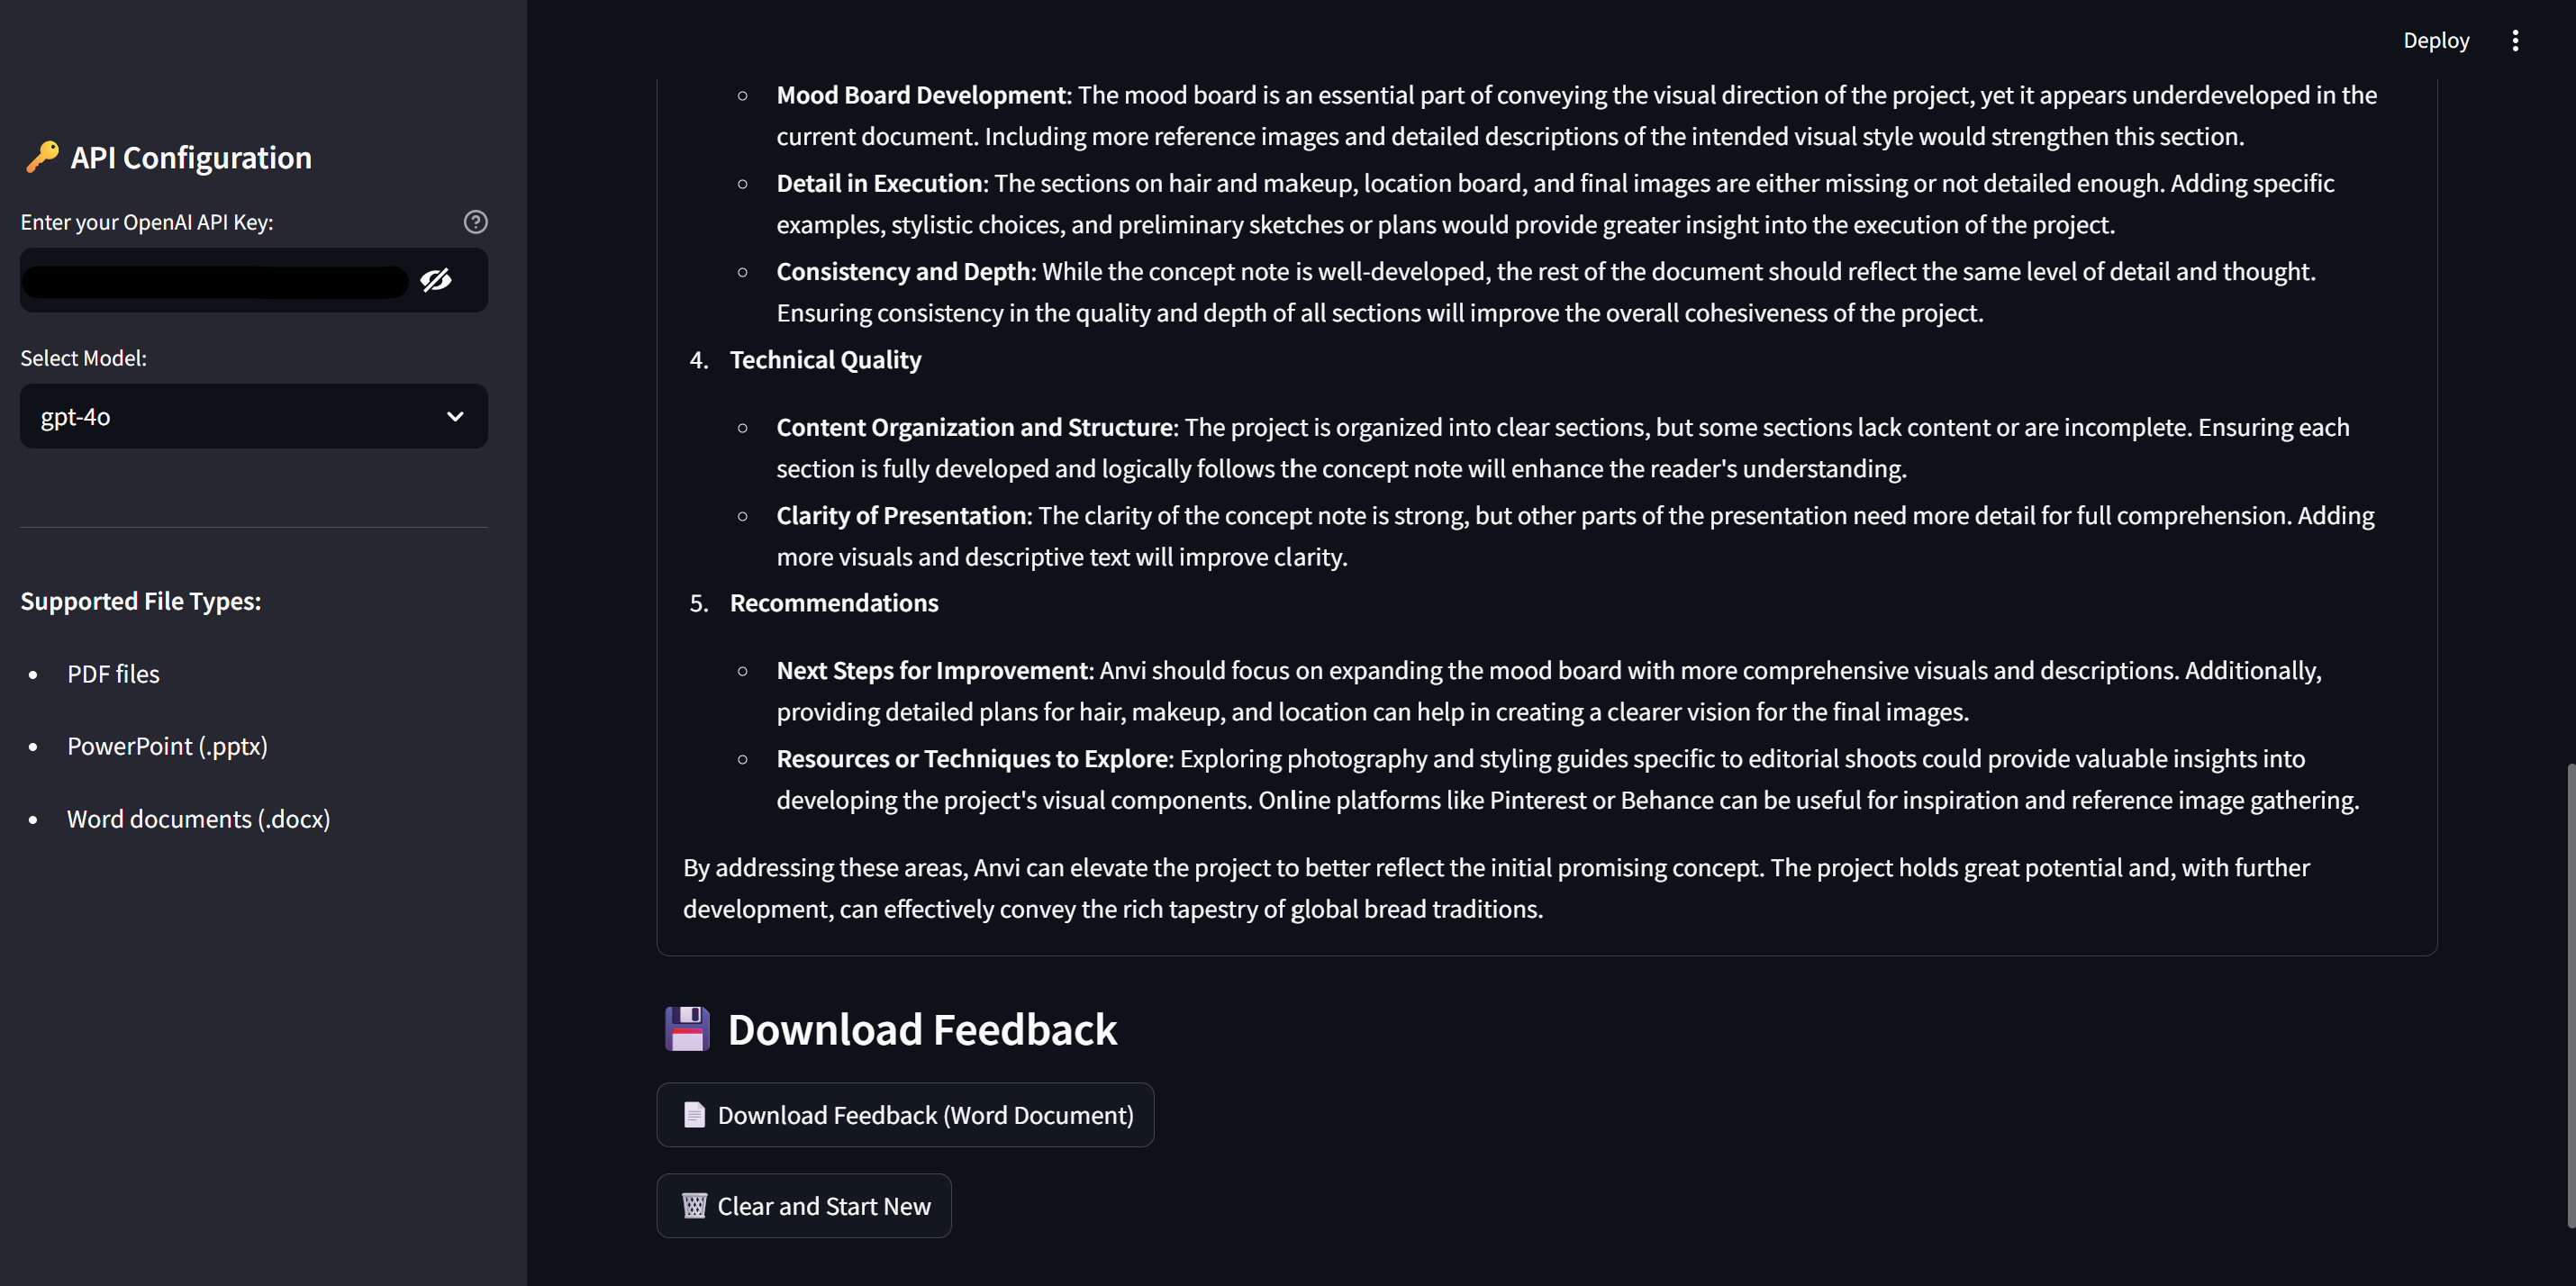 Deploy
🔑 API Configuration
Enter your OpenAI API Key:
Select Model:
gpt-4o
Supported File Types:
• PDF files
• PowerPoint (.pptx)
• Word documents (.docx)
○ Mood Board Development: The mood board is an essential part of conveying the visual direction of the project, yet it appears underdeveloped in the
current document. Including more reference images and detailed descriptions of the intended visual style would strengthen this section.
○ Detail in Execution: The sections on hair and makeup, location board, and final images are either missing or not detailed enough. Adding specific
examples, stylistic choices, and preliminary sketches or plans would provide greater insight into the execution of the project.
○ Consistency and Depth: While the concept note is well-developed, the rest of the document should reflect the same level of detail and thought.
Ensuring consistency in the quality and depth of all sections will improve the overall cohesiveness of the project.
4. Technical Quality
○ Content Organization and Structure: The project is organized into clear sections, but some sections lack content or are incomplete. Ensuring each
section is fully developed and logically follows the concept note will enhance the reader's understanding.
○ Clarity of Presentation: The clarity of the concept note is strong, but other parts of the presentation need more detail for full comprehension. Adding
more visuals and descriptive text will improve clarity.
5. Recommendations
○ Next Steps for Improvement: Anvi should focus on expanding the mood board with more comprehensive visuals and descriptions. Additionally,
providing detailed plans for hair, makeup, and location can help in creating a clearer vision for the final images.
○ Resources or Techniques to Explore: Exploring photography and styling guides specific to editorial shoots could provide valuable insights into
developing the project's visual components. Online platforms like Pinterest or Behance can be useful for inspiration and reference image gathering.
By addressing these areas, Anvi can elevate the project to better reflect the initial promising concept. The project holds great potential and, with further
development, can effectively convey the rich tapestry of global bread traditions.
💾 Download Feedback
📄 Download Feedback (Word Document)
🗑️ Clear and Start New